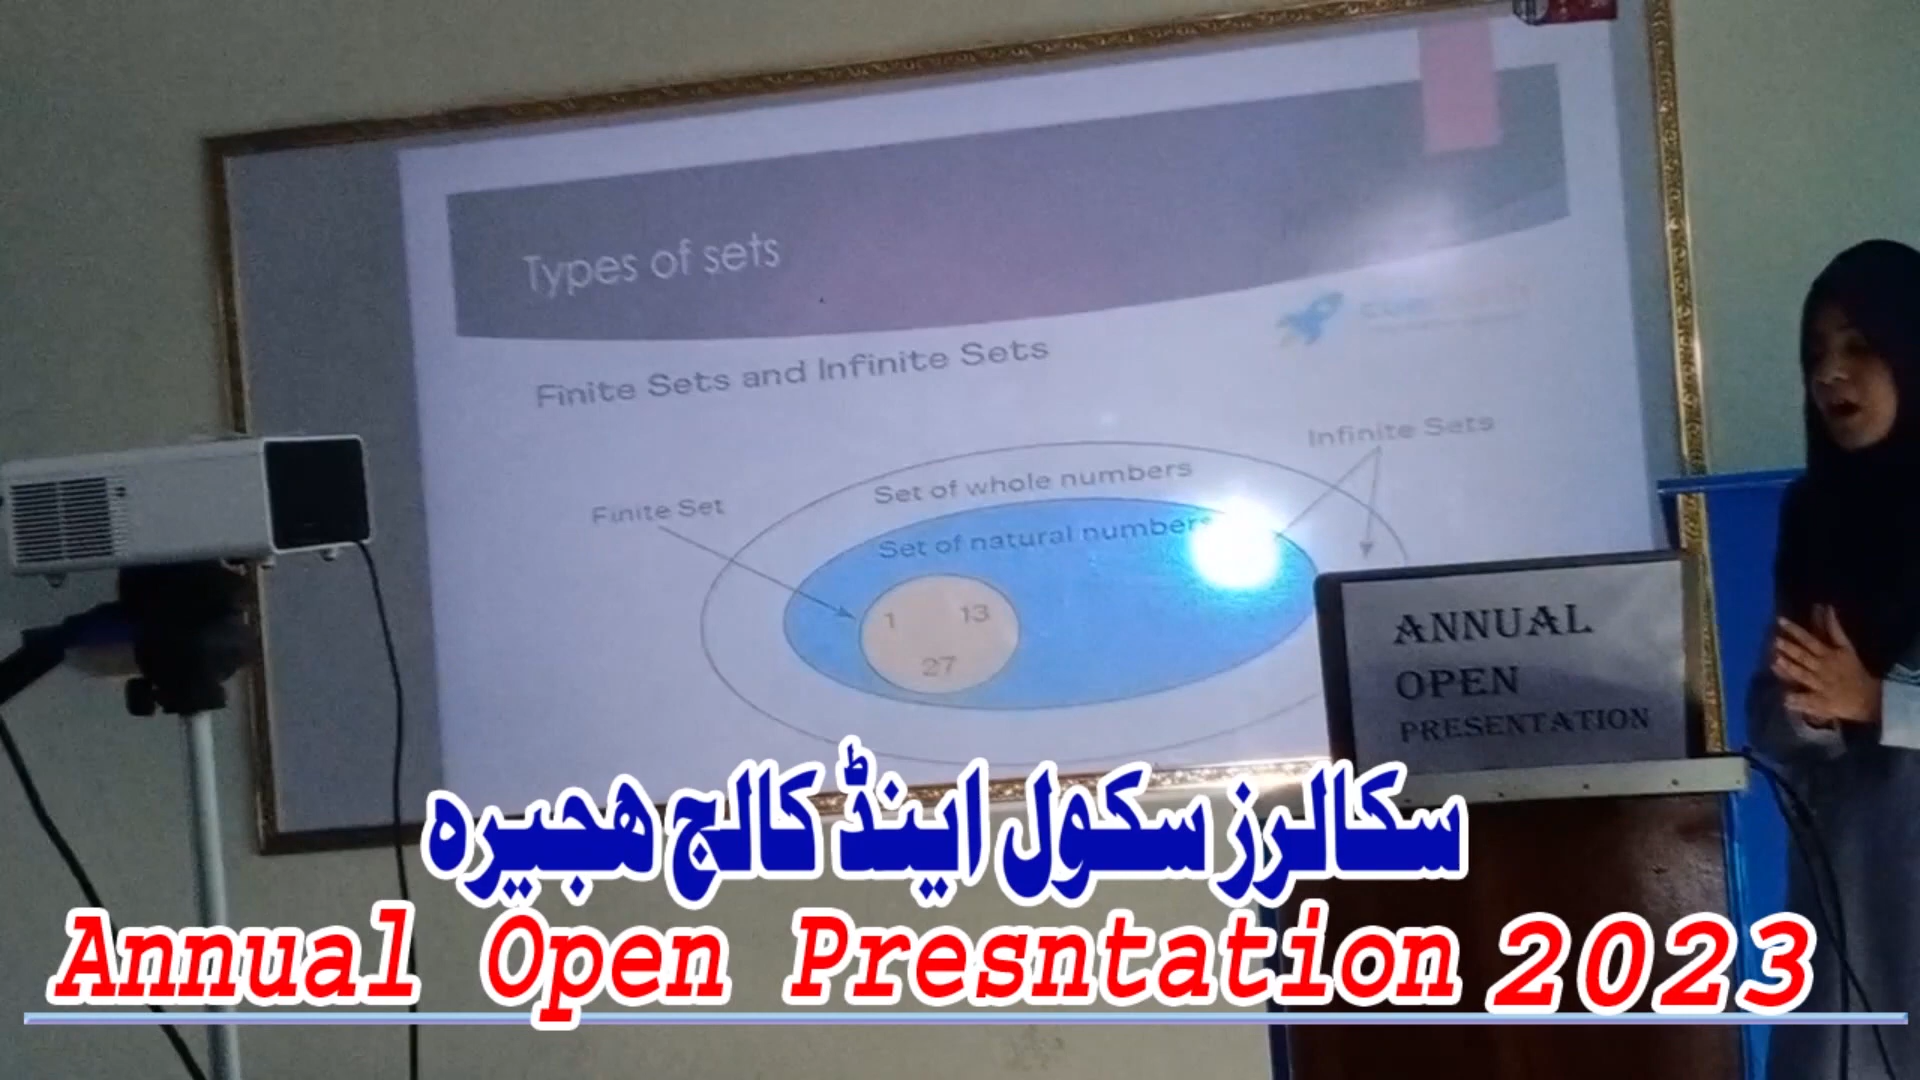 Types of sets
Finite Sets and Infinite Sets
Infinite Sets
Set of whole numbers
Finite Set
Set of natural numbers
1 13
27
ANNUAL
OPEN
PRESENTATION
سکالرز سکول اینڈ کالج ھجیرہ
Annual Open Presntation 2023